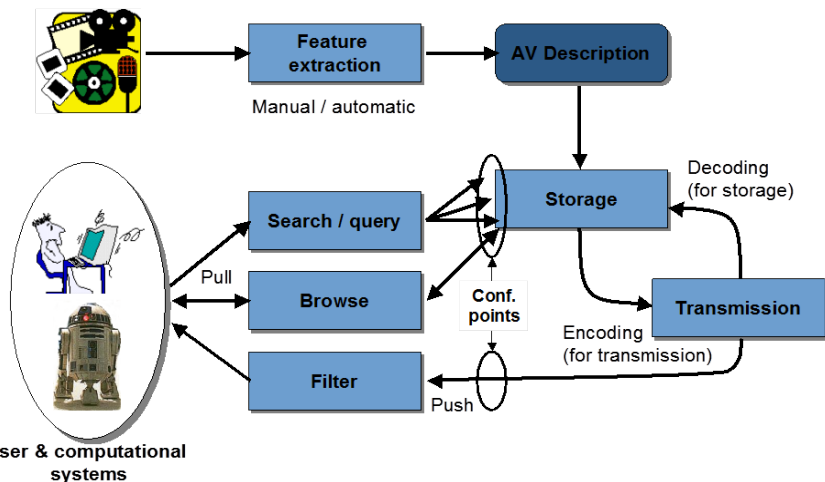 Feature
extraction
AV Description
Manual / automatic
Decoding
(for storage)
Storage
Search / query
Pull
Browse
Conf.
points
Transmission
Encoding
(for transmission)
Filter
Push
ser & computational
systems